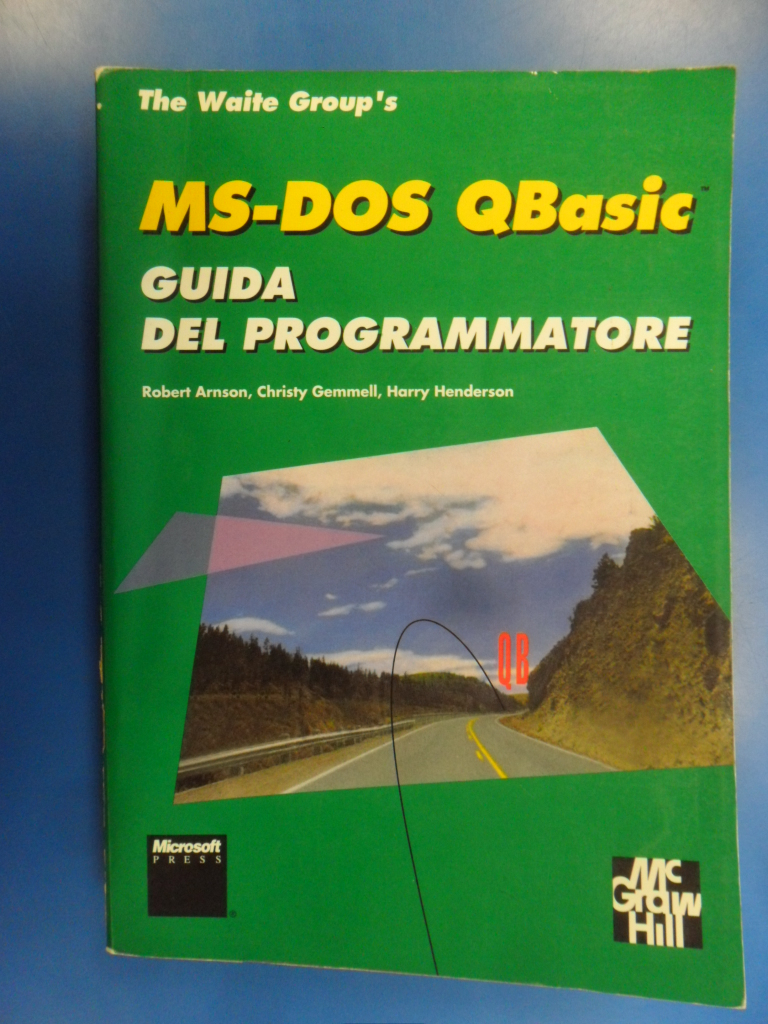 The Waite Group's
MS-DOS QBasic™
GUIDA
DEL PROGRAMMATORE
Robert Arnson, Christy Gemmell, Harry Henderson
QB
Microsoft
PRESS
®
Mc
Graw
Hill